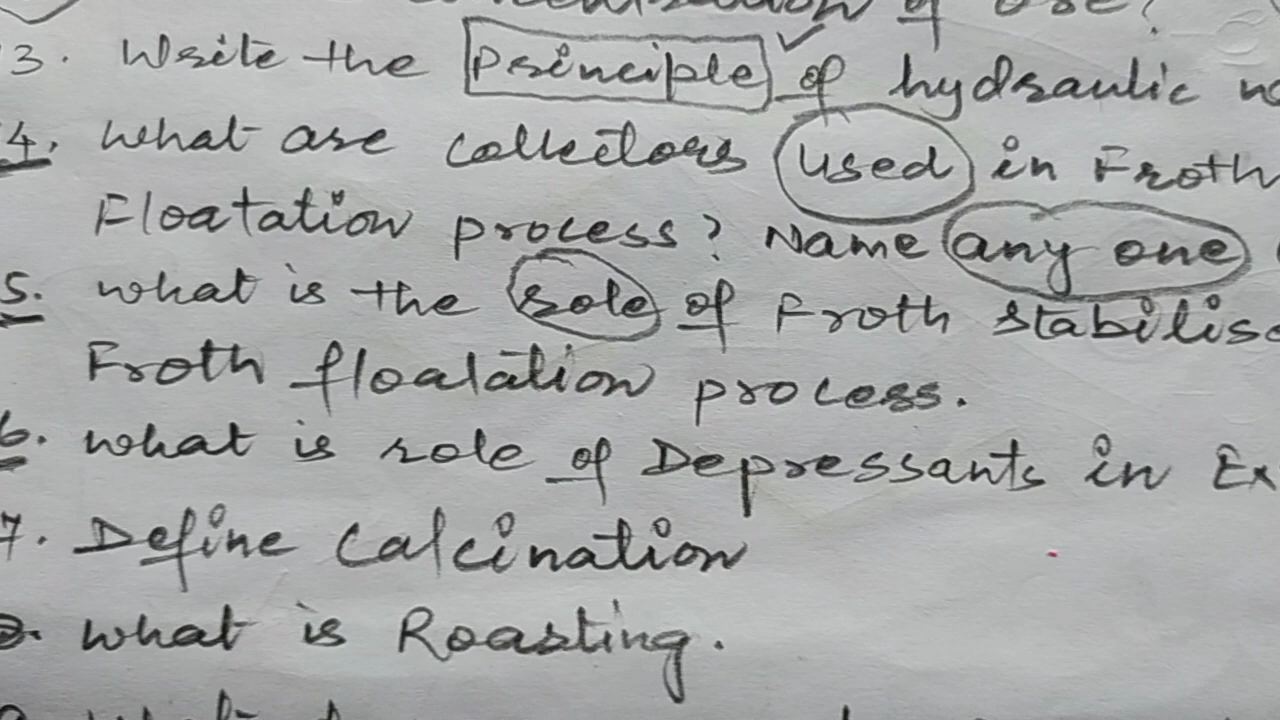 of ore?
3. Write the Principle of hydraulic
4. What are collectors used in Froth
Floatation process? Name any one
5. what is the role of Froth stabilis
Froth floatation process.
6. what is role of Depressants in Ex
7. Define Calcination
what is Roasting.